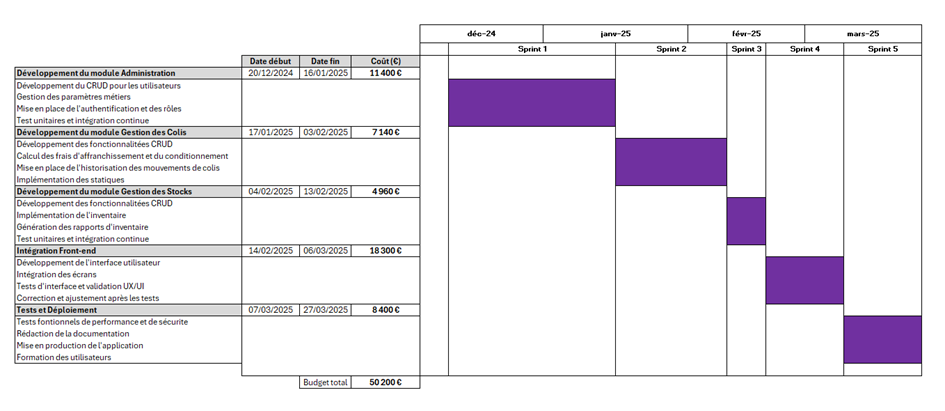 déc-24 janv-25 févr-25 mars-25
Sprint 1 Sprint 2 Sprint 3 Sprint 4 Sprint 5
Date début Date fin Coût (€)
Développement du module Administration 20/12/2024 16/01/2025 11 400 €
Développement du CRUD pour les utilisateurs
Gestion des paramètres métiers
Mise en place de l'authentification et des rôles
Test unitaires et intégration continue
Développement du module Gestion des Colis 17/01/2025 03/02/2025 7 140 €
Développement des fonctionnalités CRUD
Calcul des frais d'affranchissement et du conditionnement
Mise en place de l'historisation des mouvements de colis
Implémentation des statiques
Développement du module Gestion des Stocks 04/02/2025 13/02/2025 4 960 €
Développement des fonctionnalités CRUD
Implémentation de l'inventaire
Génération des rapports d'inventaire
Test unitaires et intégration continue
Intégration Front-end 14/02/2025 06/03/2025 18 300 €
Développement de l'interface utilisateur
Intégration des écrans
Tests d'interface et validation UX/UI
Correction et ajustement après les tests
Tests et Déploiement 07/03/2025 27/03/2025 8 400 €
Tests fontionnels de performance et de sécurite
Rédaction de la documentation
Mise en production de l'application
Formation des utilisateurs
Budget total 50 200 €